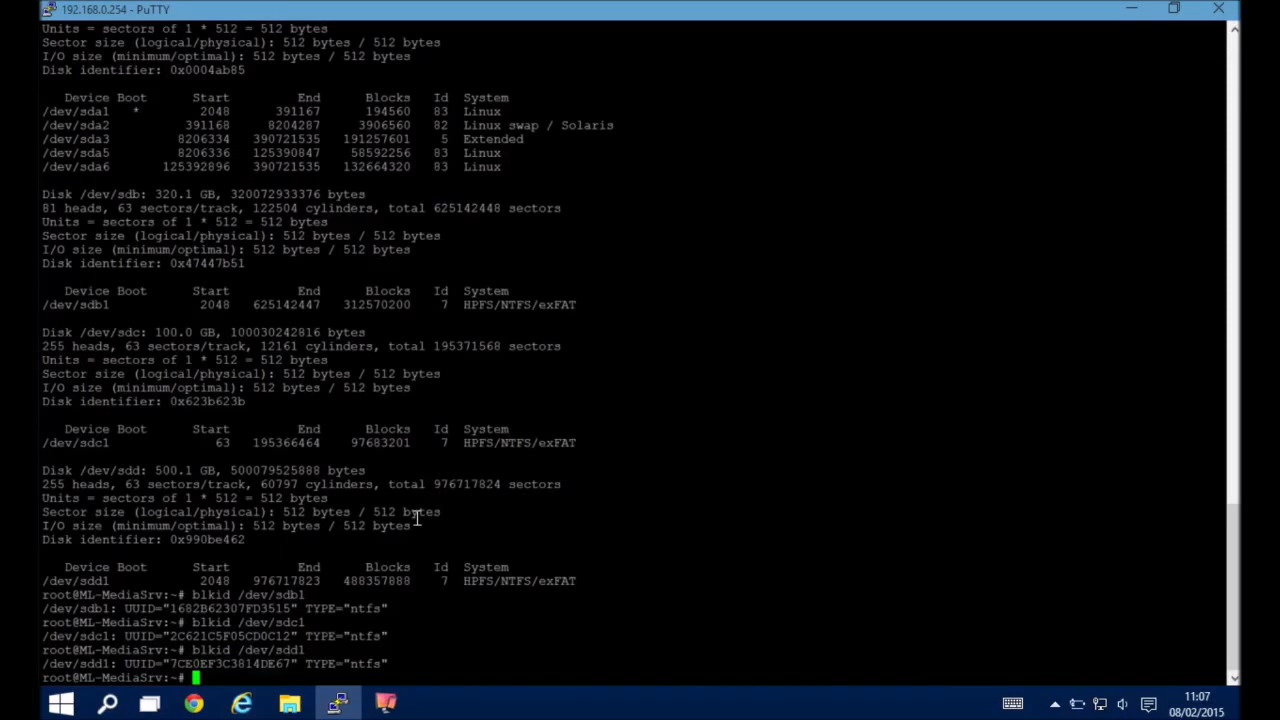 192.168.0.254 - PuTTY
Units = sectors of 1 * 512 = 512 bytes
Sector size (logical/physical): 512 bytes / 512 bytes
I/O size (minimum/optimal): 512 bytes / 512 bytes
Disk identifier: 0x0004ab85
Device Boot Start End Blocks Id System
/dev/sda1 * 2048 391167 194560 83 Linux
/dev/sda2 391168 8204287 3906560 82 Linux swap / Solaris
/dev/sda3 8206334 390721535 191257601 5 Extended
/dev/sda5 8206336 125390847 58592256 83 Linux
/dev/sda6 125392896 390721535 132664320 83 Linux
Disk /dev/sdb: 320.1 GB, 320072933376 bytes
81 heads, 63 sectors/track, 122504 cylinders, total 625142448 sectors
Units = sectors of 1 * 512 = 512 bytes
Sector size (logical/physical): 512 bytes / 512 bytes
I/O size (minimum/optimal): 512 bytes / 512 bytes
Disk identifier: 0x47447b51
Device Boot Start End Blocks Id System
/dev/sdb1 2048 625142447 312570200 7 HPFS/NTFS/exFAT
Disk /dev/sdc: 100.0 GB, 100030242816 bytes
255 heads, 63 sectors/track, 12161 cylinders, total 195371568 sectors
Units = sectors of 1 * 512 = 512 bytes
Sector size (logical/physical): 512 bytes / 512 bytes
I/O size (minimum/optimal): 512 bytes / 512 bytes
Disk identifier: 0x623b623b
Device Boot Start End Blocks Id System
/dev/sdc1 63 195366464 97683201 7 HPFS/NTFS/exFAT
Disk /dev/sdd: 500.1 GB, 500079525888 bytes
255 heads, 63 sectors/track, 60797 cylinders, total 976717824 sectors
Units = sectors of 1 * 512 = 512 bytes
Sector size (logical/physical): 512 bytes / 512 bytes
I/O size (minimum/optimal): 512 bytes / 512 bytes
Disk identifier: 0x990be462
Device Boot Start End Blocks Id System
/dev/sdd1 2048 976717823 488357888 7 HPFS/NTFS/exFAT
root@ML-MediaSrv:~# blkid /dev/sdb1
/dev/sdb1: UUID="1682B62307FD3515" TYPE="ntfs"
root@ML-MediaSrv:~# blkid /dev/sdc1
/dev/sdc1: UUID="2C621C5F05CD0C12" TYPE="ntfs"
root@ML-MediaSrv:~# blkid /dev/sdd1
/dev/sdd1: UUID="7CE0EF3C3814DE67" TYPE="ntfs"
root@ML-MediaSrv:~#
11:07
08/02/2015